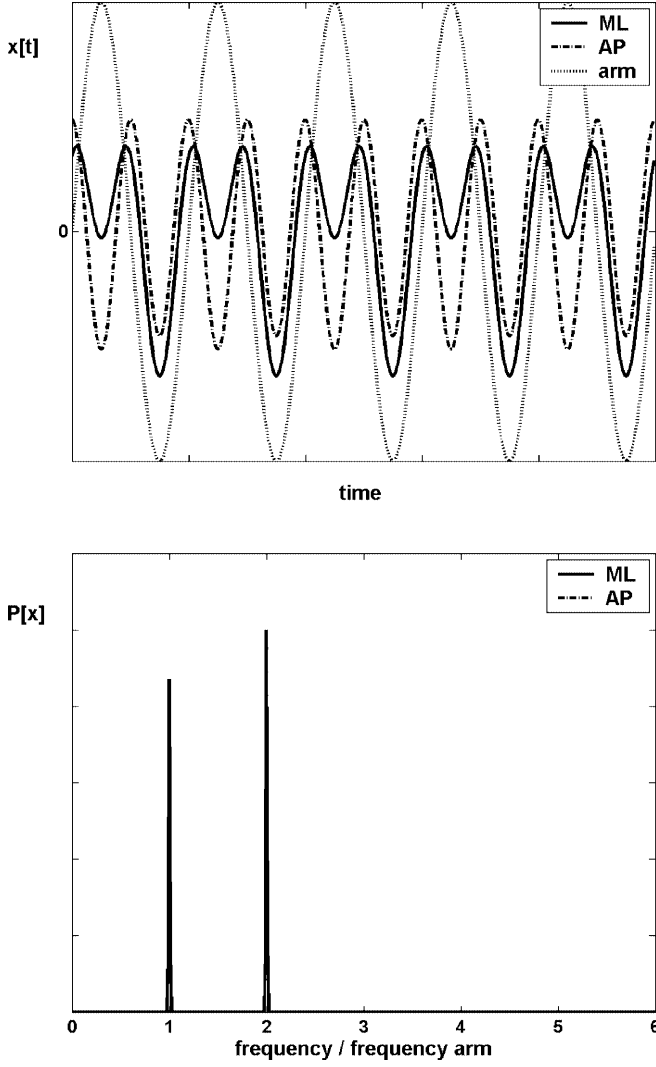 x[t]
ML
AP
arm
0
time
P[x]
ML
AP
0 1 2 3 4 5 6
frequency / frequency arm